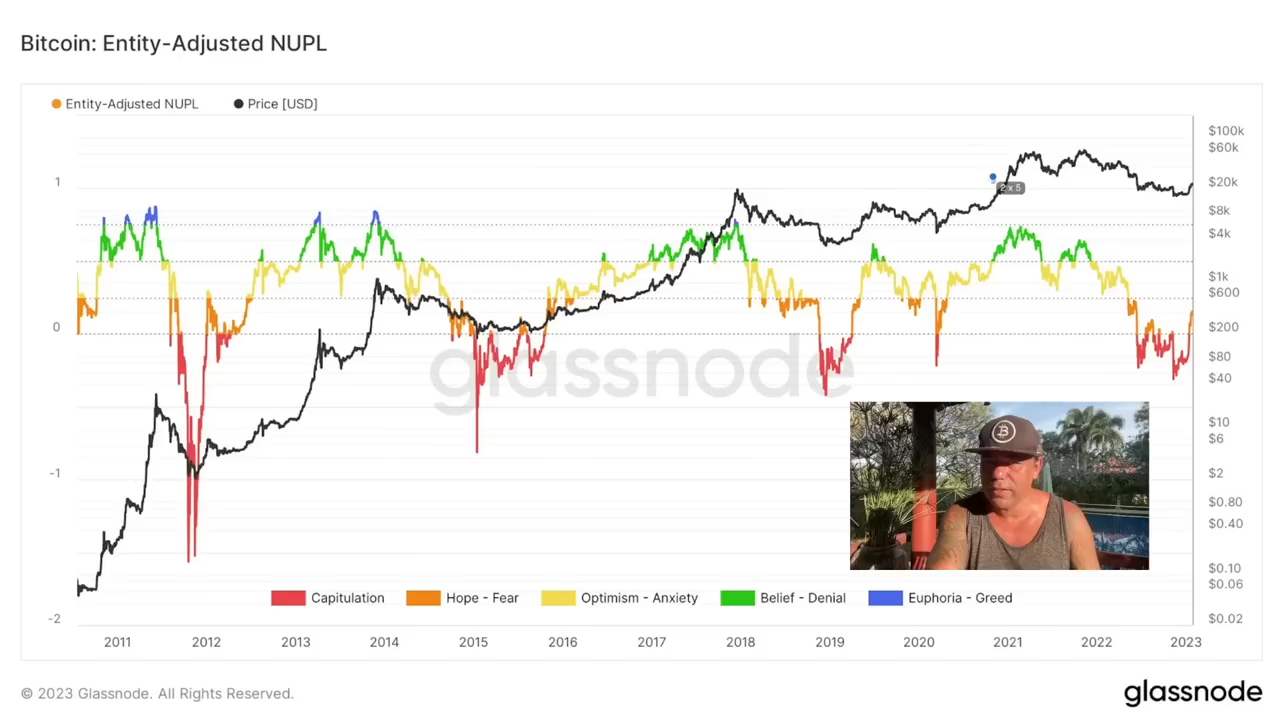 Bitcoin: Entity-Adjusted NUPL
Entity-Adjusted NUPL Price [USD]
1
0
-1
-2
$100k
$60k
$20k
$8k
$4k
$1k
$600
$200
$80
$40
$10
$6
$2
$0.80
$0.40
$0.10
$0.06
$0.02
2 x 5
glassnode
B
Capitulation Hope - Fear Optimism - Anxiety Belief - Denial Euphoria - Greed
2011 2012 2013 2014 2015 2016 2017 2018 2019 2020 2021 2022 2023
© 2023 Glassnode. All Rights Reserved.
glassnode